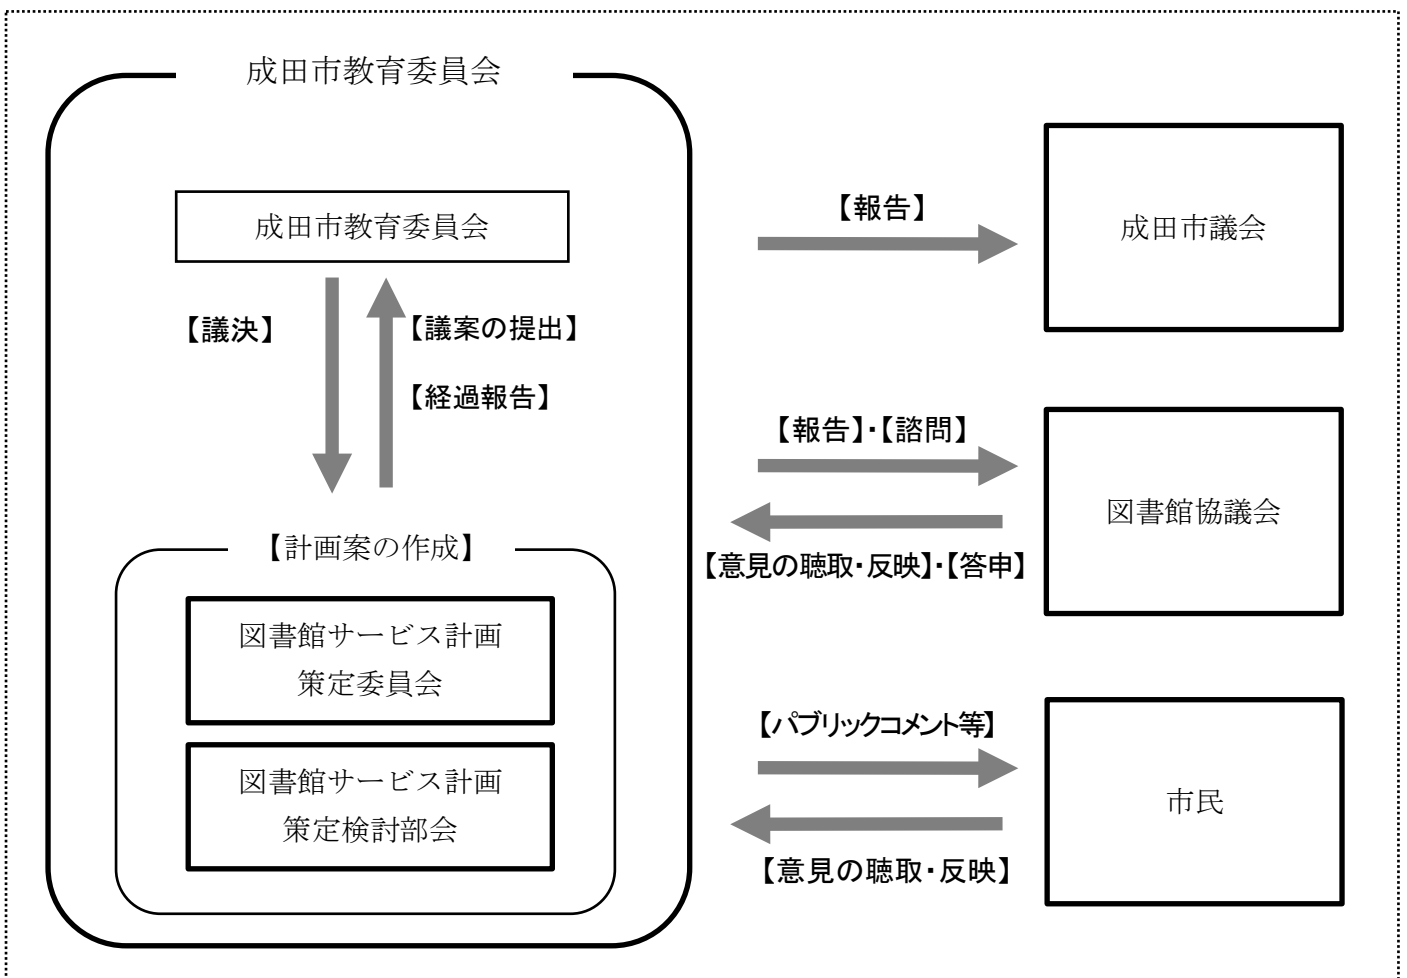 成田市教育委員会
成田市教育委員会
【議決】
【議案の提出】
【経過報告】
【計画案の作成】
図書館サービス計画
策定委員会
図書館サービス計画
策定検討部会
【報告】
成田市議会
【報告】・【諮問】
図書館協議会
【意見の聴取・反映】・【答申】
【パブリックコメント等】
市民
【意見の聴取・反映】